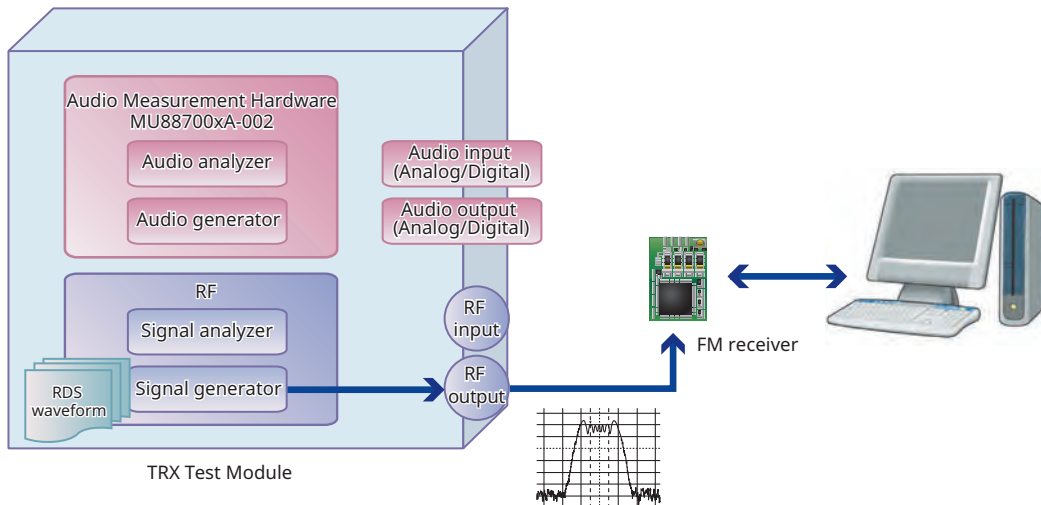 Audio Measurement Hardware
MU88700xA-002
Audio analyzer
Audio generator
Audio input
(Analog/Digital)
Audio output
(Analog/Digital)
RF
Signal analyzer
Signal generator
RDS
waveform
RF
input
RF
output
FM receiver
TRX Test Module